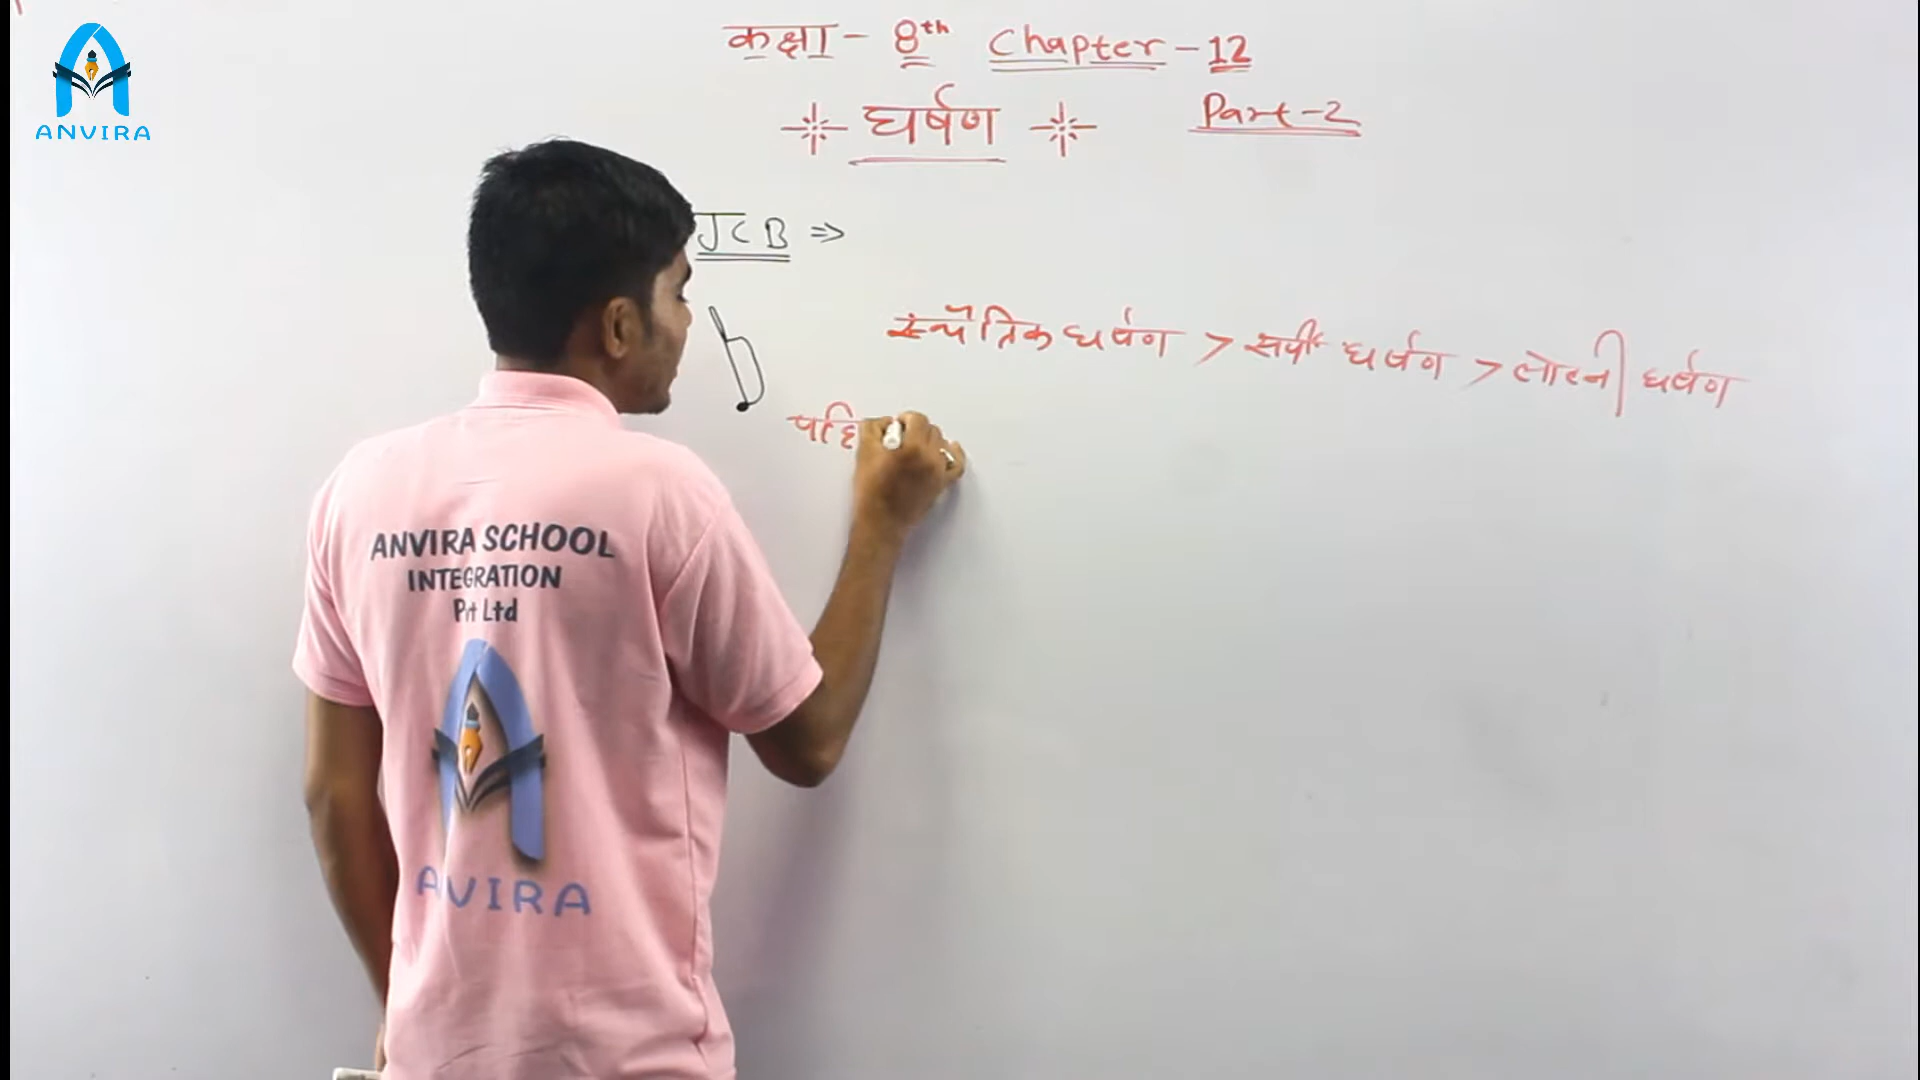 कक्षा - 8th Chapter - 12
घर्षण Part-2
ANVIRA
JCB ⇒
स्थैतिक घर्षण > सर्पी घर्षण > लोटनी घर्षण
पहि
ANVIRA SCHOOL
INTEGRATION
Pvt Ltd
ANVIRA